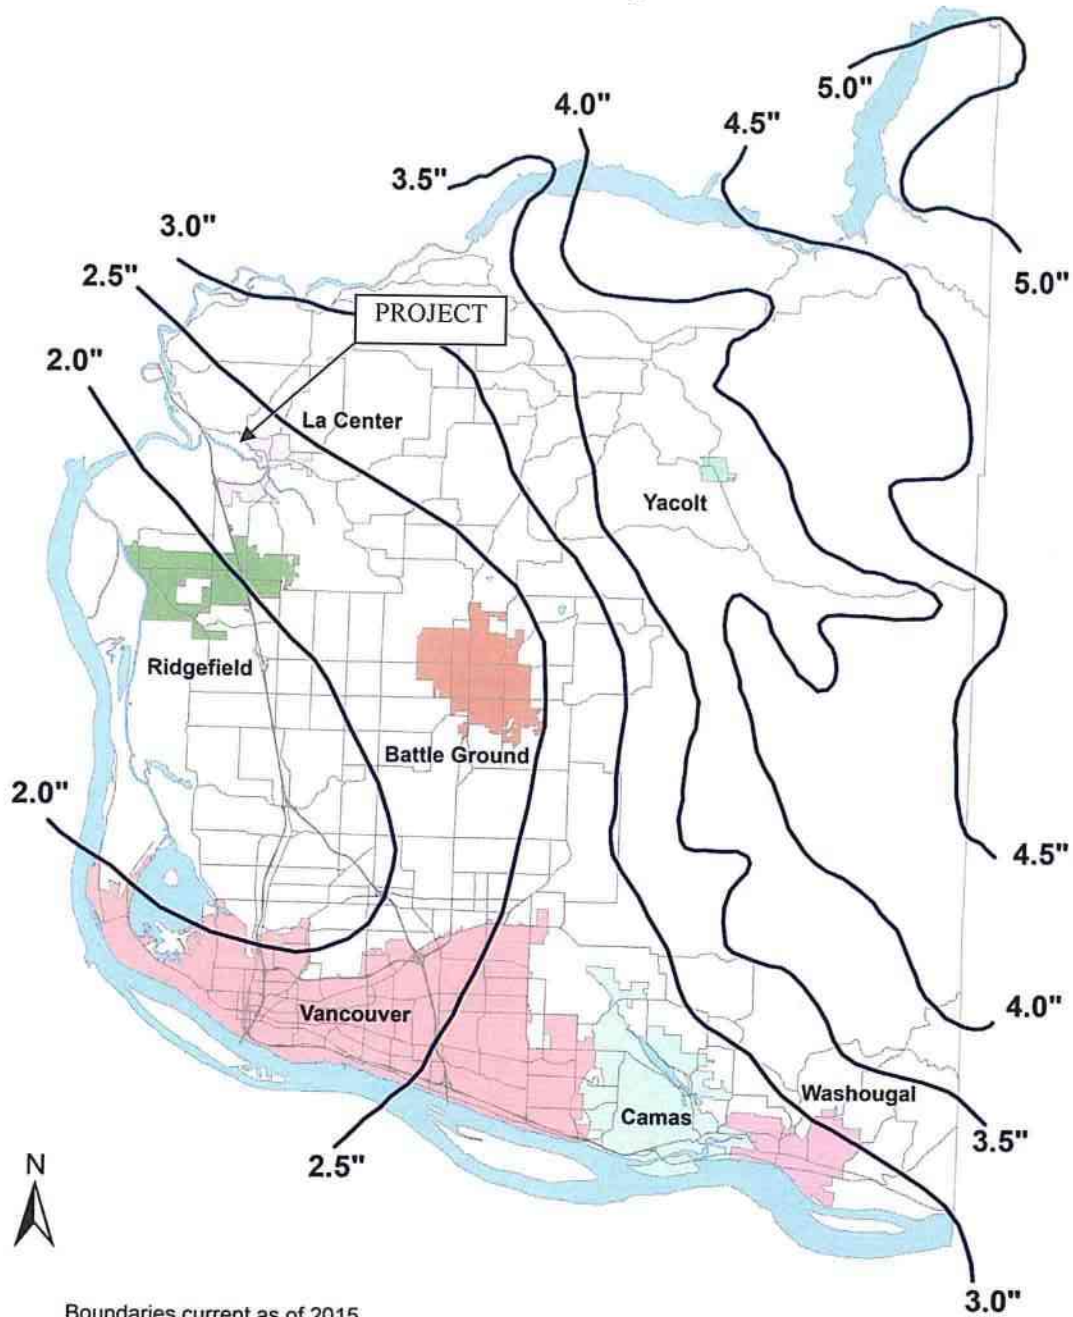 5.0"
4.0"
4.5"
3.5"
3.0"
2.5"
5.0"
PROJECT
2.0"
La Center
Yacolt
Ridgefield
Battle Ground
2.0"
4.5"
Vancouver
4.0"
Washougal
Camas
3.5"
2.5"
N
3.0"
Boundaries current as of 2015